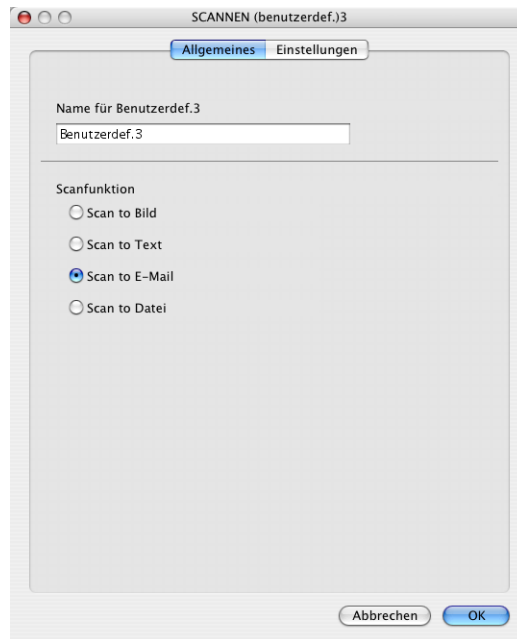 SCANNEN (benutzerdef.)3
Allgemeines Einstellungen
Name für Benutzerdef.3
Benutzerdef.3
Scanfunktion
Scan to Bild
Scan to Text
Scan to E-Mail
Scan to Datei
Abbrechen OK